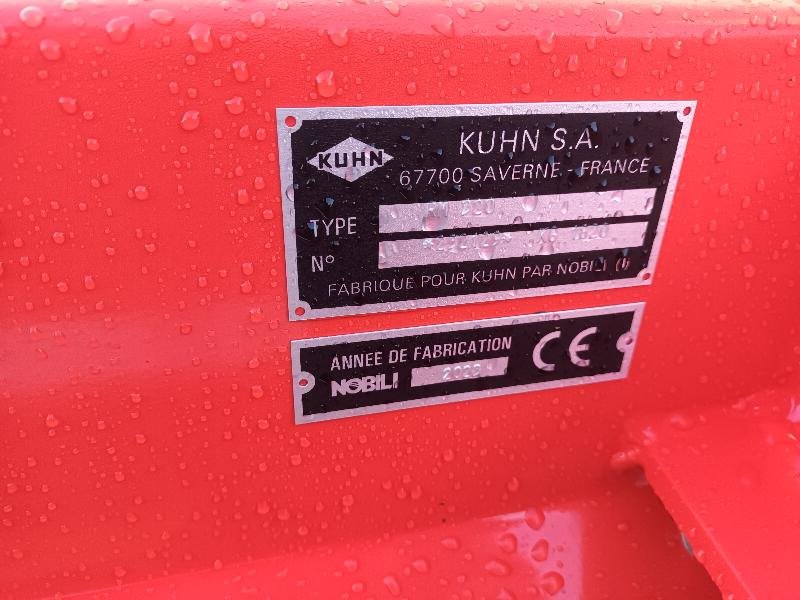 KUHN
KUHN S.A.
67700 SAVERNE - FRANCE
TYPE
N°
FABRIQUE POUR KUHN PAR NOBILI (I)
ANNEE DE FABRICATION
NOBILI
CE